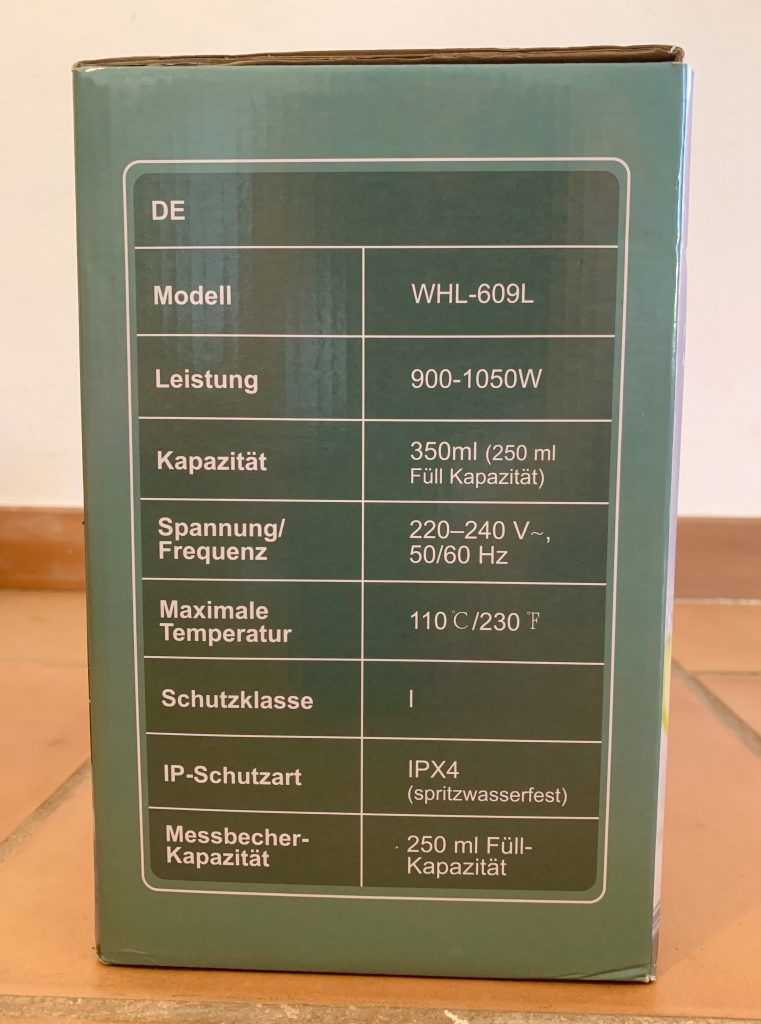 DE
Modell WHL-609L
Leistung 900-1050W
Kapazität 350ml (250 ml
Füll Kapazität)
Spannung/ 220–240 V~,
Frequenz 50/60 Hz
Maximale
Temperatur 110℃/230℉
Schutzklasse I
IP-Schutzart IPX4
(spritzwasserfest)
Messbecher- 250 ml Füll-
Kapazität Kapazität